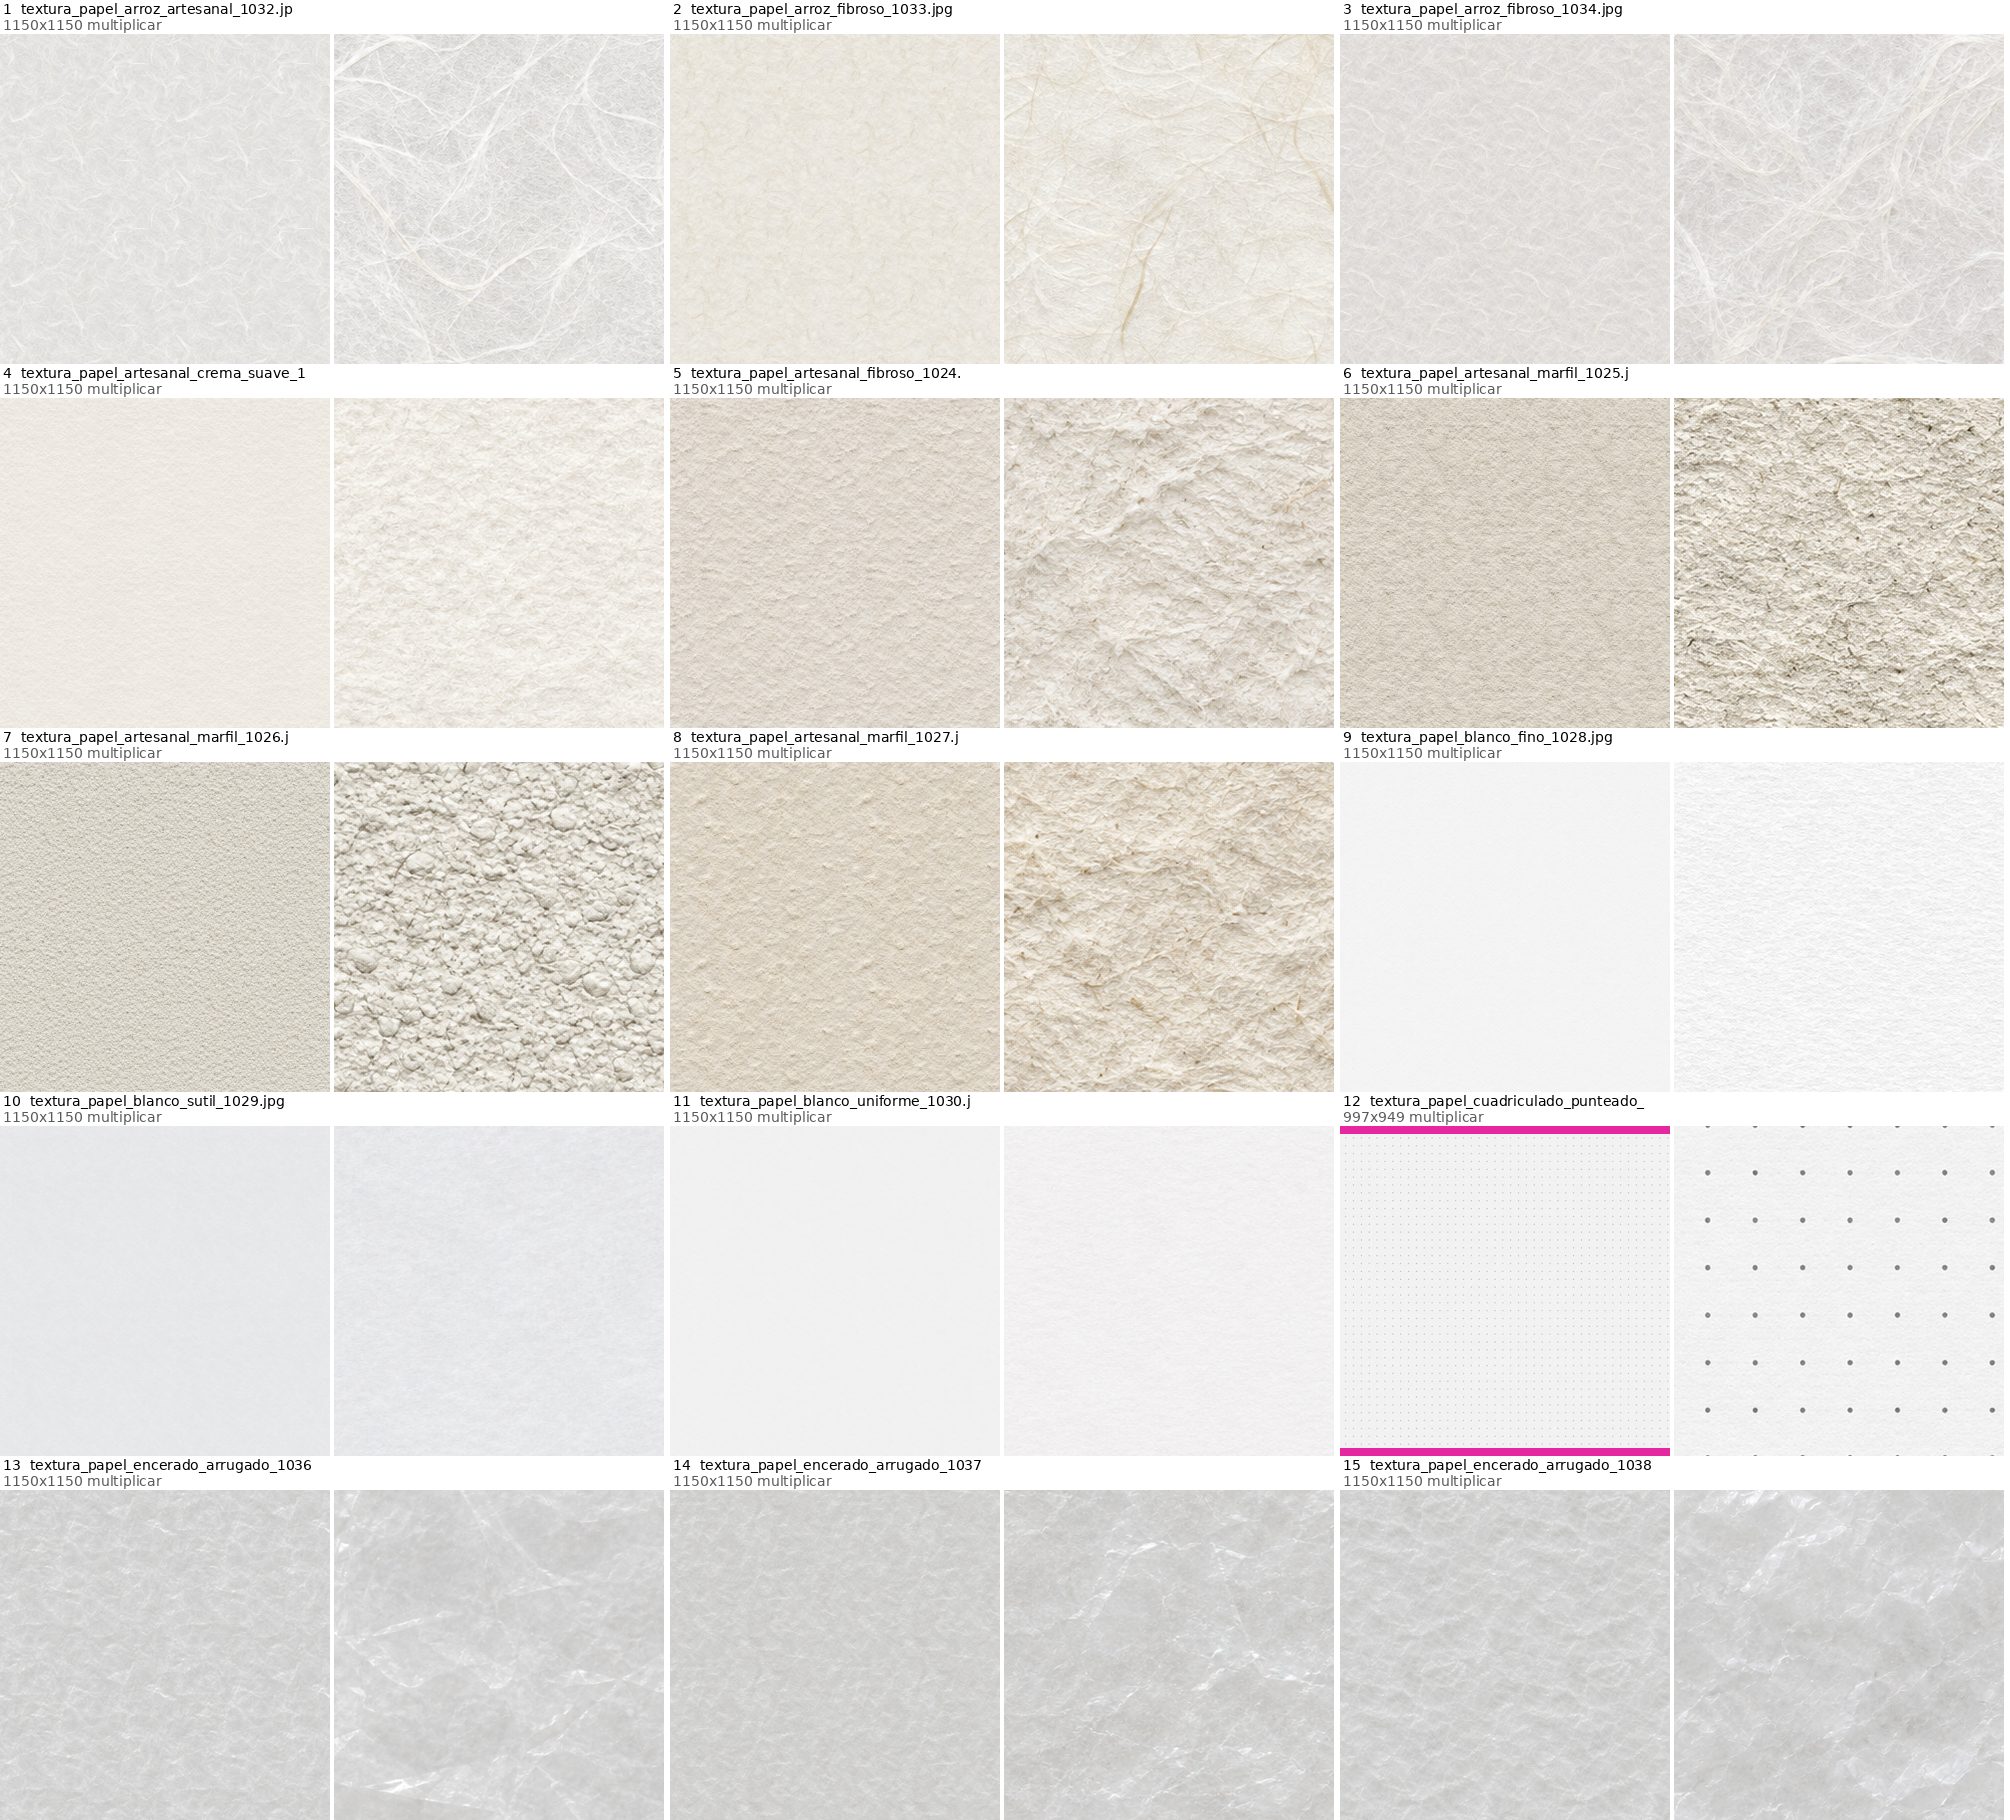 1 textura_papel_arroz_artesanal_1032.jp
1150x1150 multiplicar
2 textura_papel_arroz_fibroso_1033.jpg
1150x1150 multiplicar
3 textura_papel_arroz_fibroso_1034.jpg
1150x1150 multiplicar
4 textura_papel_artesanal_crema_suave_1
1150x1150 multiplicar
5 textura_papel_artesanal_fibroso_1024.
1150x1150 multiplicar
6 textura_papel_artesanal_marfil_1025.j
1150x1150 multiplicar
7 textura_papel_artesanal_marfil_1026.j
1150x1150 multiplicar
8 textura_papel_artesanal_marfil_1027.j
1150x1150 multiplicar
9 textura_papel_blanco_fino_1028.jpg
1150x1150 multiplicar
10 textura_papel_blanco_sutil_1029.jpg
1150x1150 multiplicar
11 textura_papel_blanco_uniforme_1030.j
1150x1150 multiplicar
12 textura_papel_cuadriculado_punteado_
997x949 multiplicar
13 textura_papel_encerado_arrugado_1036
1150x1150 multiplicar
14 textura_papel_encerado_arrugado_1037
1150x1150 multiplicar
15 textura_papel_encerado_arrugado_1038
1150x1150 multiplicar